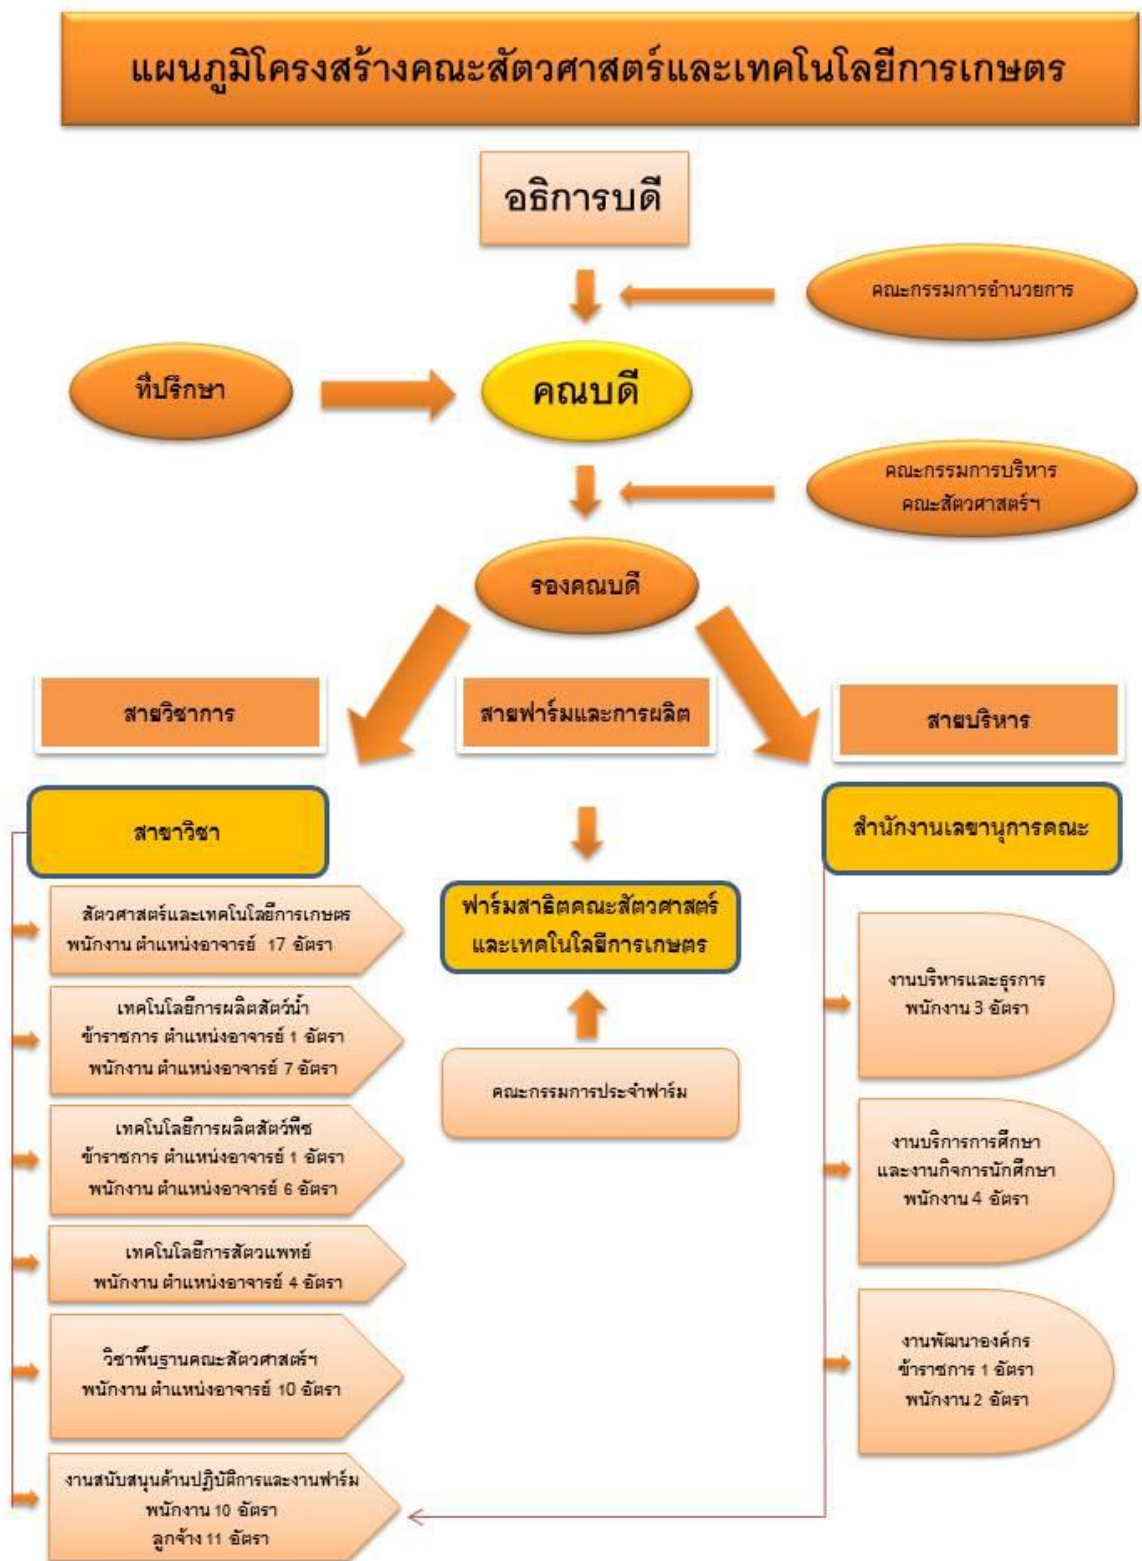 แผนภูมิโครงสร้างคณะสัตวศาสตร์และเทคโนโลยีการเกษตร
อธิการบดี
คณะกรรมการอำนวยการ
ที่ปรึกษา
คณบดี
คณะกรรมการบริหาร
คณะสัตวศาสตร์ฯ
รองคณบดี
สายวิชาการ
สายฟาร์มและการผลิต
สายบริหาร
สาขาวิชา
สัตวศาสตร์และเทคโนโลยีการเกษตร
พนักงาน ตำแหน่งอาจารย์ 17 อัตรา
เทคโนโลยีการผลิตสัตว์น้ำ
ข้าราชการ ตำแหน่งอาจารย์ 1 อัตรา
พนักงาน ตำแหน่งอาจารย์ 7 อัตรา
เทคโนโลยีการผลิตสัตว์พืช
ข้าราชการ ตำแหน่งอาจารย์ 1 อัตรา
พนักงาน ตำแหน่งอาจารย์ 6 อัตรา
เทคโนโลยีการสัตวแพทย์
พนักงาน ตำแหน่งอาจารย์ 4 อัตรา
วิชาพื้นฐานคณะสัตวศาสตร์ฯ
พนักงาน ตำแหน่งอาจารย์ 10 อัตรา
งานสนับสนุนด้านปฏิบัติการและงานฟาร์ม
พนักงาน 10 อัตรา
ลูกจ้าง 11 อัตรา
ฟาร์มสาธิตคณะสัตวศาสตร์
และเทคโนโลยีการเกษตร
คณะกรรมการประจำฟาร์ม
สำนักงานเลขานุการคณะ
งานบริหารและธุรการ
พนักงาน 3 อัตรา
งานบริการการศึกษา
และงานกิจการนักศึกษา
พนักงาน 4 อัตรา
งานพัฒนาองค์กร
ข้าราชการ 1 อัตรา
พนักงาน 2 อัตรา